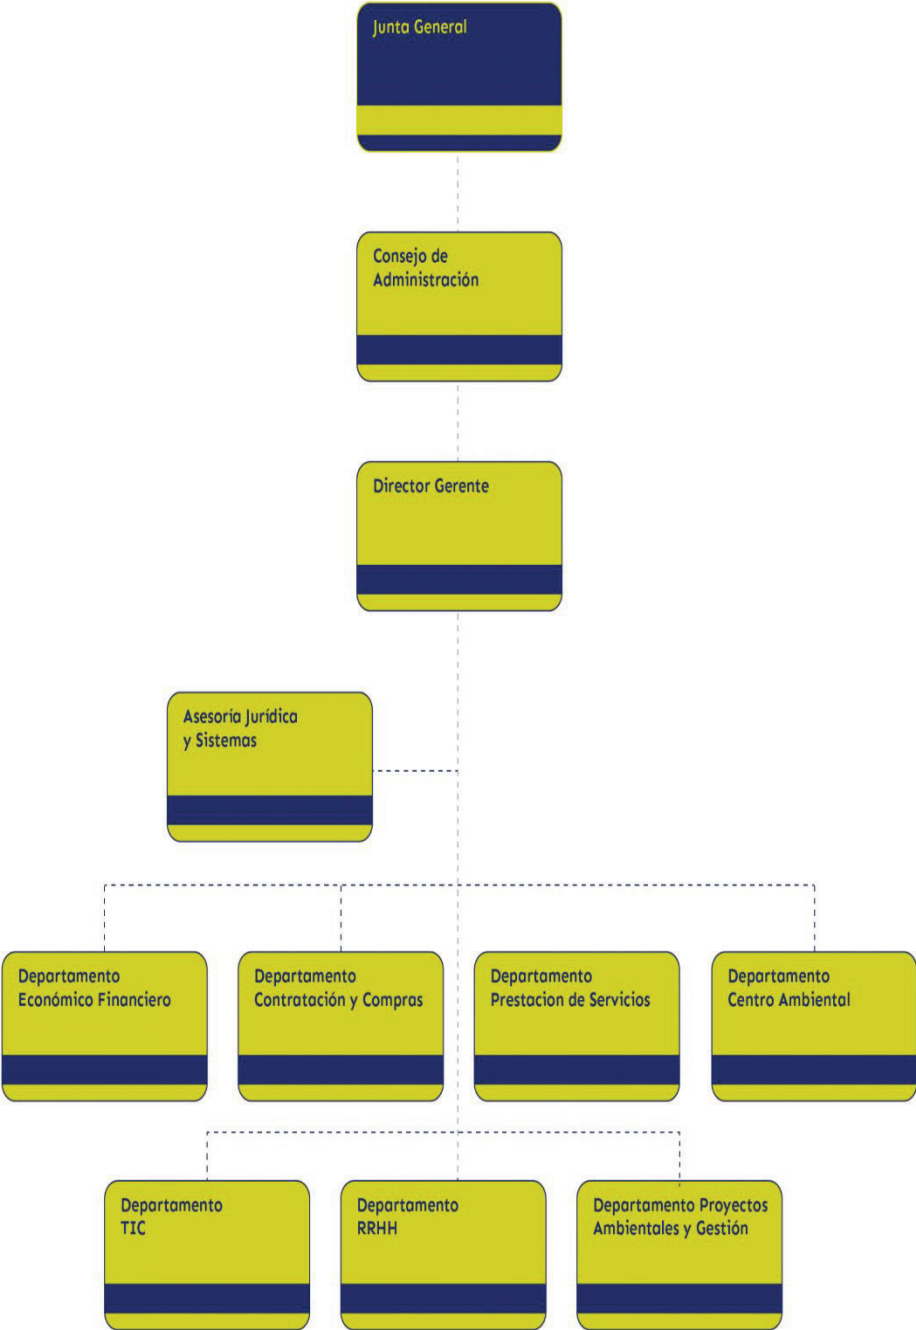 Junta General
Consejo de
Administración
Director Gerente
Asesoría Jurídica
y Sistemas
Departamento
Económico Financiero
Departamento
Contratación y Compras
Departamento
Prestacion de Servicios
Departamento
Centro Ambiental
Departamento
TIC
Departamento
RRHH
Departamento Proyectos
Ambientales y Gestión